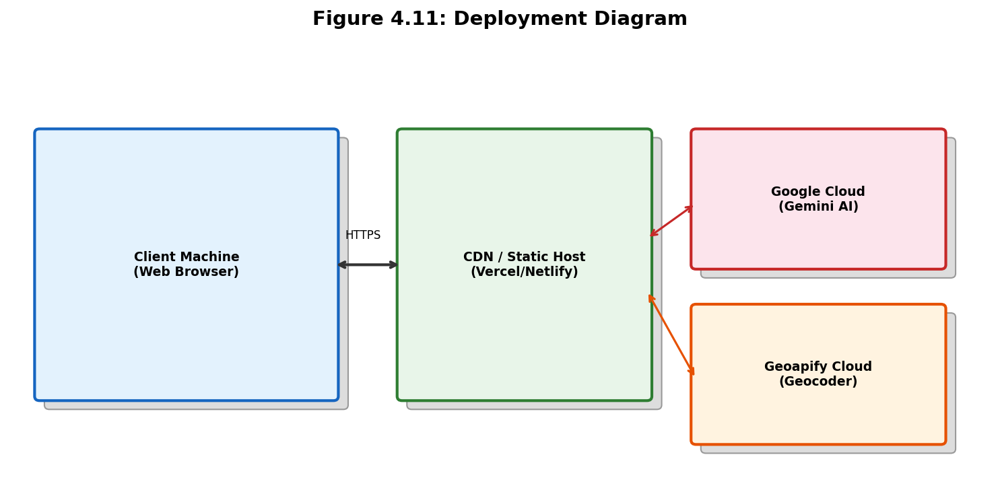 Figure 4.11: Deployment Diagram
Client Machine
(Web Browser)
HTTPS
CDN / Static Host
(Vercel/Netlify)
Google Cloud
(Gemini AI)
Geoapify Cloud
(Geocoder)